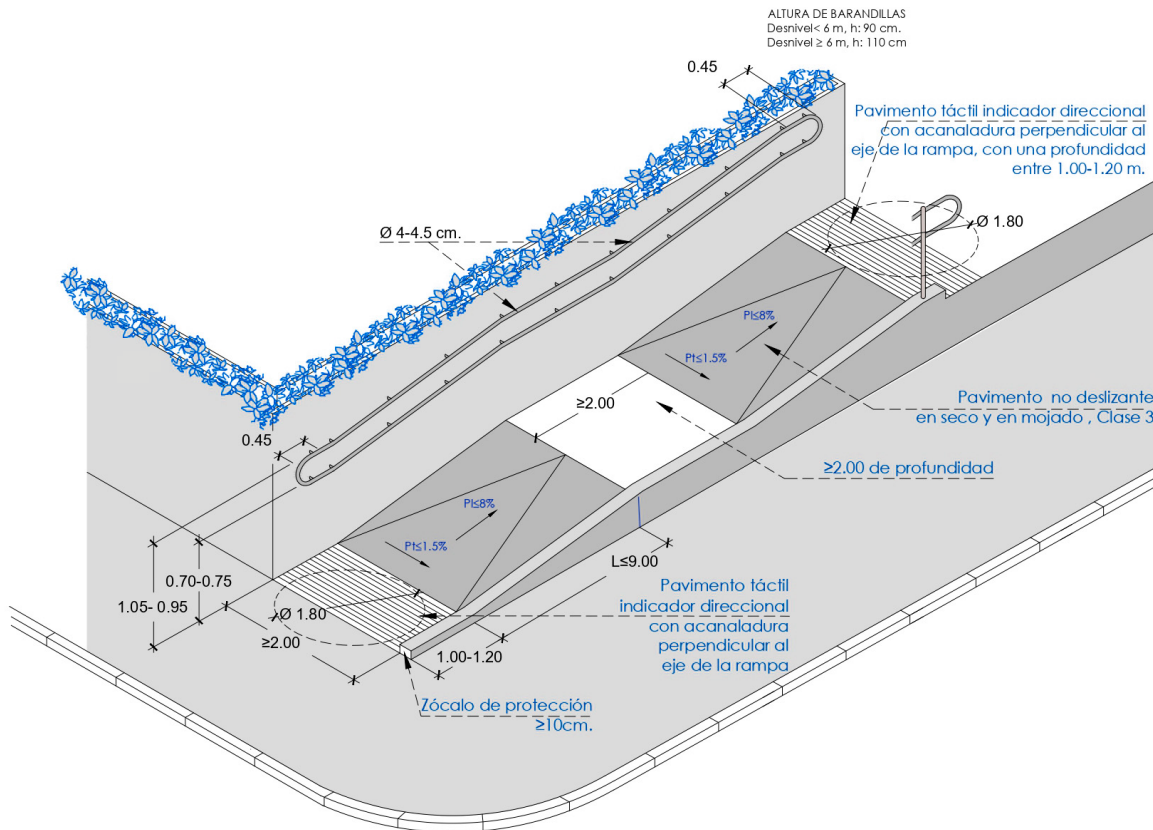 ALTURA DE BARANDILLAS
Desnivel< 6 m, h: 90 cm.
Desnivel ≥ 6 m, h: 110 cm
0.45
Pavimento táctil indicador direccional
con acanaladura perpendicular al
eje de la rampa, con una profundidad
entre 1.00-1.20 m.
Ø 4-4.5 cm.
Ø 1.80
Pl≤8%
Pt≤1.5%
Pavimento no deslizante
en seco y en mojado , Clase 3
≥2.00
0.45
≥2.00 de profundidad
Pl≤8%
Pt≤1.5%
L≤9.00
0.70-0.75
1.05- 0.95
Ø 1.80
≥2.00
1.00-1.20
Pavimento táctil
indicador direccional
con acanaladura
perpendicular al
eje de la rampa
Zócalo de protección
≥10cm.